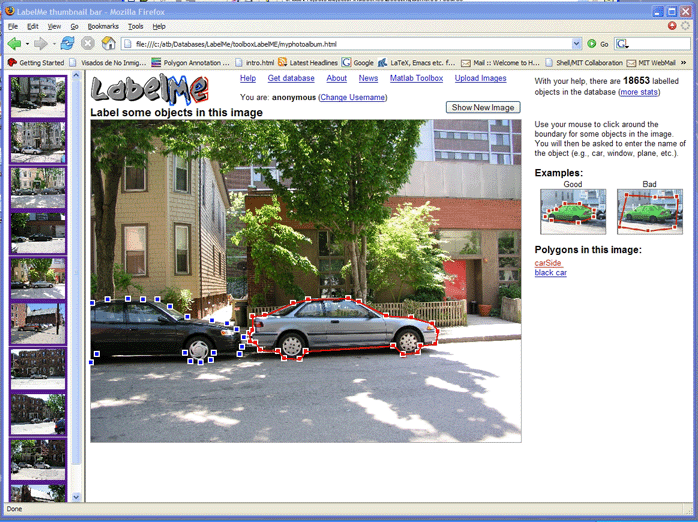 LabelMe thumbnail bar - Mozilla Firefox
File Edit View Go Bookmarks Tools Help
file:///c:/atb/Databases/LabelMe/toolboxLabelME/myphotoalbum.html
Go
Getting Started Visados de No Inmig... Polygon Annotation ... intro.html Latest Headlines Google LaTeX, Emacs etc... Mail :: Welcome to H... Shell/MIT Collaboration MIT WebMail
LabelMe
Help Get database About News Matlab Toolbox Upload Images
You are: anonymous (Change Username)
Label some objects in this image
Show New Image
With your help, there are 18653 labelled
objects in the database (more stats)
Use your mouse to click around the
boundary for some objects in the image.
You will then be asked to enter the name of
the object (e.g., car, window, plane, etc.).
Examples:
Good Bad
Polygons in this image:
carSide
black car
Done